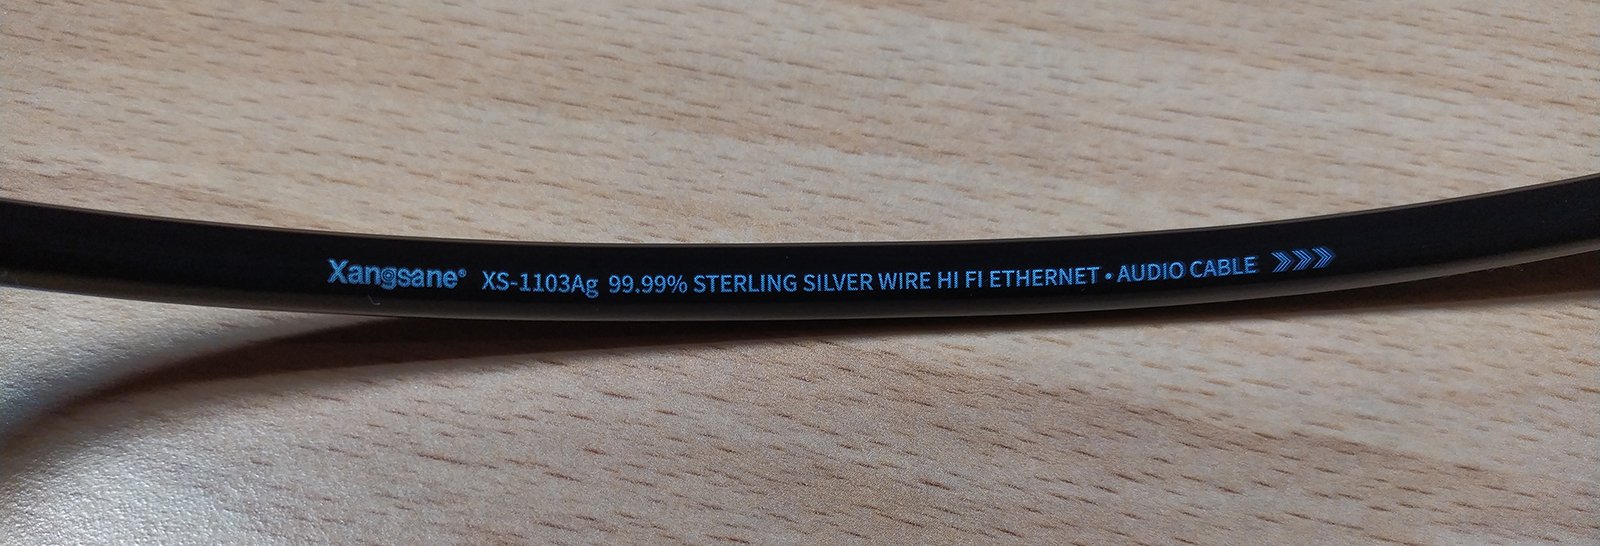 Xangsane® XS-1103Ag 99.99% STERLING SILVER WIRE HI FI ETHERNET • AUDIO CABLE >>>